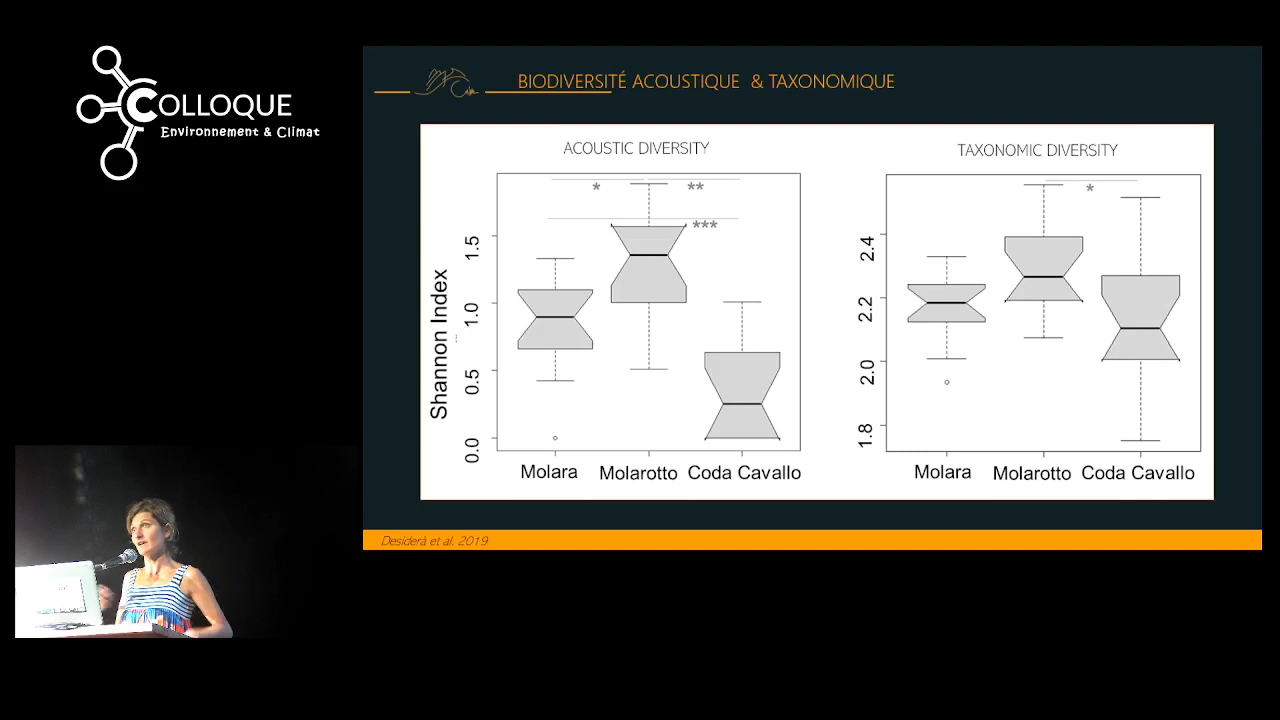 COLLOQUE
Environnement & Climat
BIODIVERSITÉ ACOUSTIQUE & TAXONOMIQUE
ACOUSTIC DIVERSITY
TAXONOMIC DIVERSITY
* **
***
*
Shannon Index
0.0 0.5 1.0 1.5
1.8 2.0 2.2 2.4
Molara Molarotto Coda Cavallo
Molara Molarotto Coda Cavallo
Desiderà et al. 2019